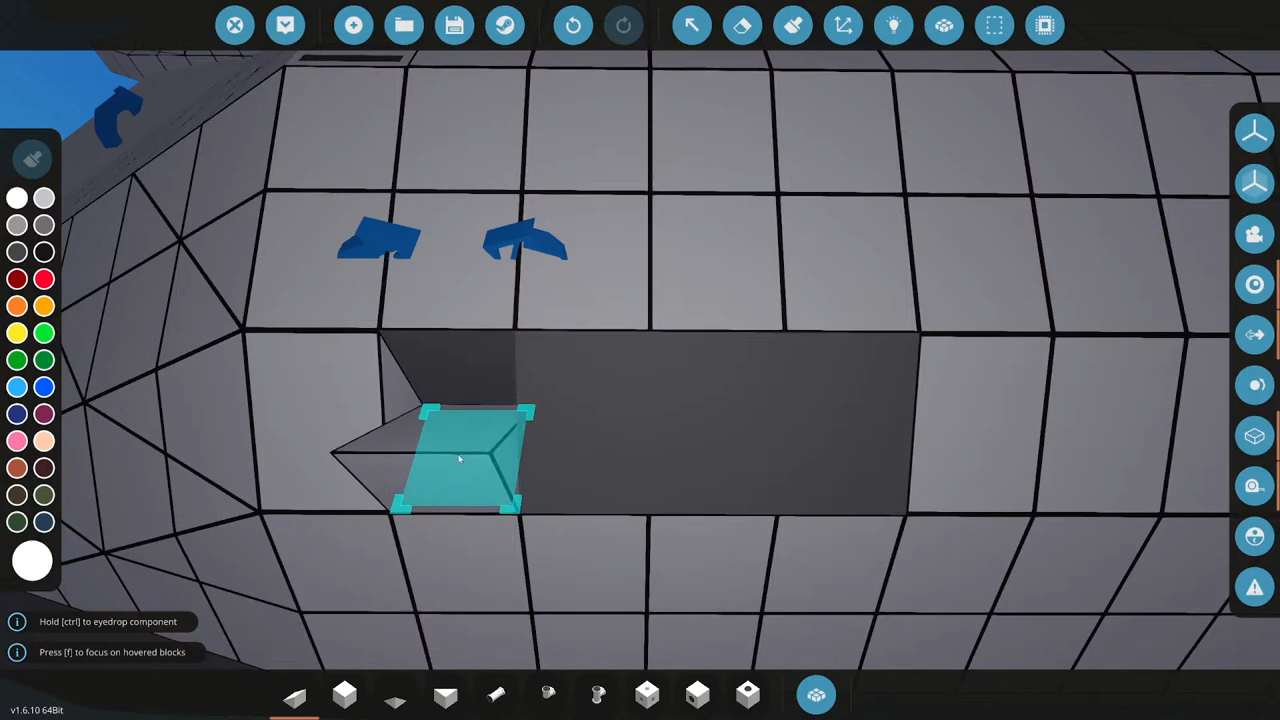 Hold [ctrl] to eyedrop component
Press [f] to focus on hovered blocks
v1.6.10 64Bit